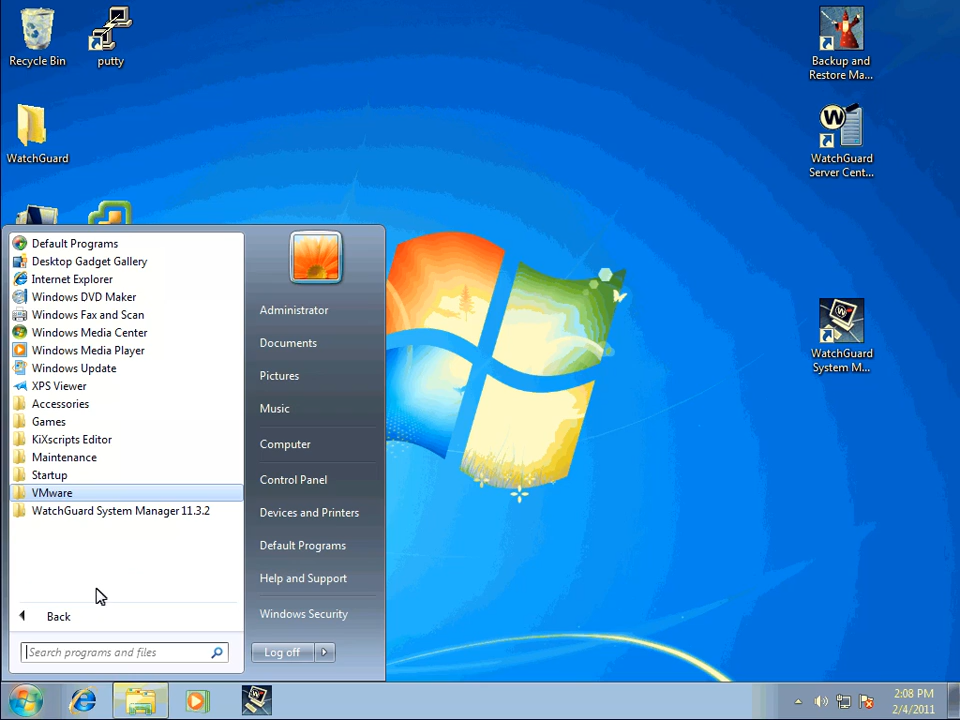 Recycle Bin
putty
Backup and
Restore Ma...
WatchGuard
WatchGuard
Server Cent...
WatchGuard
System M...
Default Programs
Desktop Gadget Gallery
Internet Explorer
Windows DVD Maker
Windows Fax and Scan
Windows Media Center
Windows Media Player
Windows Update
XPS Viewer
Accessories
Games
KiXscripts Editor
Maintenance
Startup
VMware
WatchGuard System Manager 11.3.2
Back
Search programs and files
Administrator
Documents
Pictures
Music
Computer
Control Panel
Devices and Printers
Default Programs
Help and Support
Windows Security
Log off
2:08 PM
2/4/2011